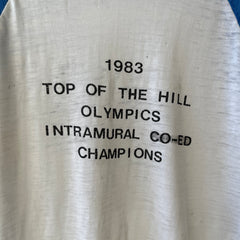 1983
TOP OF THE HILL
OLYMPICS
INTRAMURAL CO-ED
CHAMPIONS